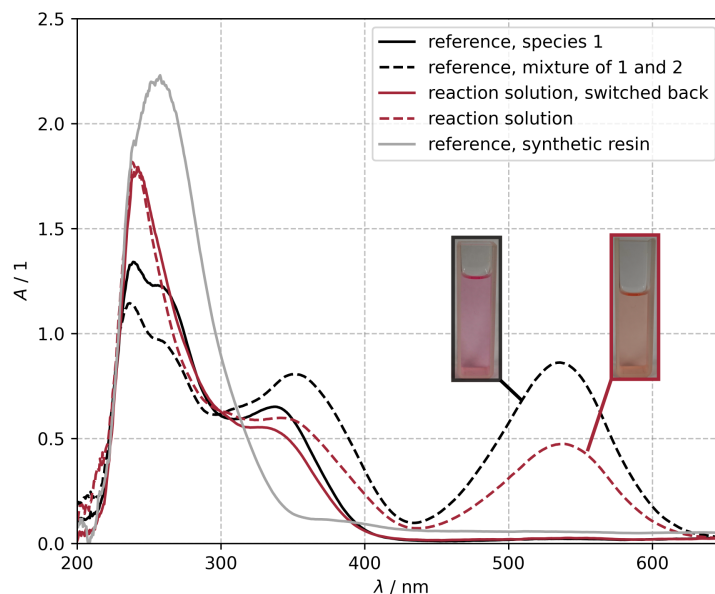 2.5
2.0
1.5
1.0
0.5
0.0
A / 1
reference, species 1
reference, mixture of 1 and 2
reaction solution, switched back
reaction solution
reference, synthetic resin
200
300
400
500
600
λ / nm